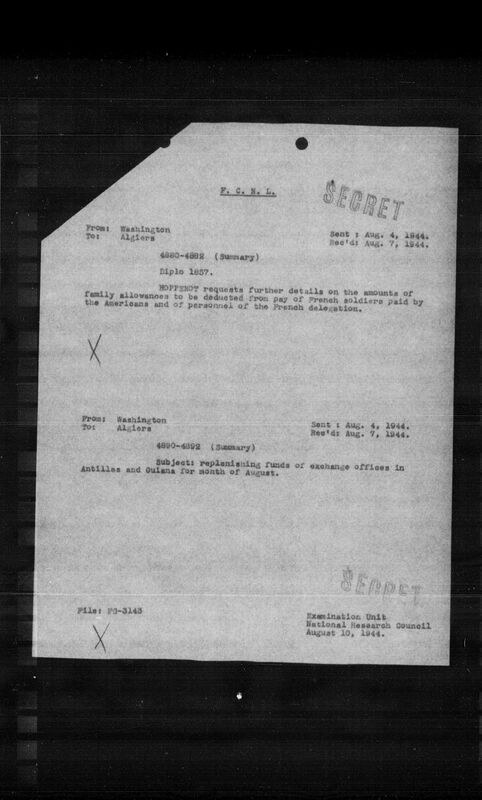 F. C. N. L.
SECRET
From: Washington
To: Algiers
Sent : Aug. 4, 1944.
Rec'd: Aug. 7, 1944.
4880-4882 (Summary)
Diplo 1857.
HOPPENOT requests further details on the amounts of
family allowances to be deducted from pay of French soldiers paid by
the Americans and of personnel of the French delegation.
X
From: Washington
To: Algiers
Sent : Aug. 4, 1944.
Rec'd: Aug. 7, 1944.
4890-4892 (Summary)
Subject: replenishing funds of exchange offices in
Antilles and Guiana for month of August.
SECRET
File: FG-3143
X
Examination Unit
National Research Council
August 10, 1944.